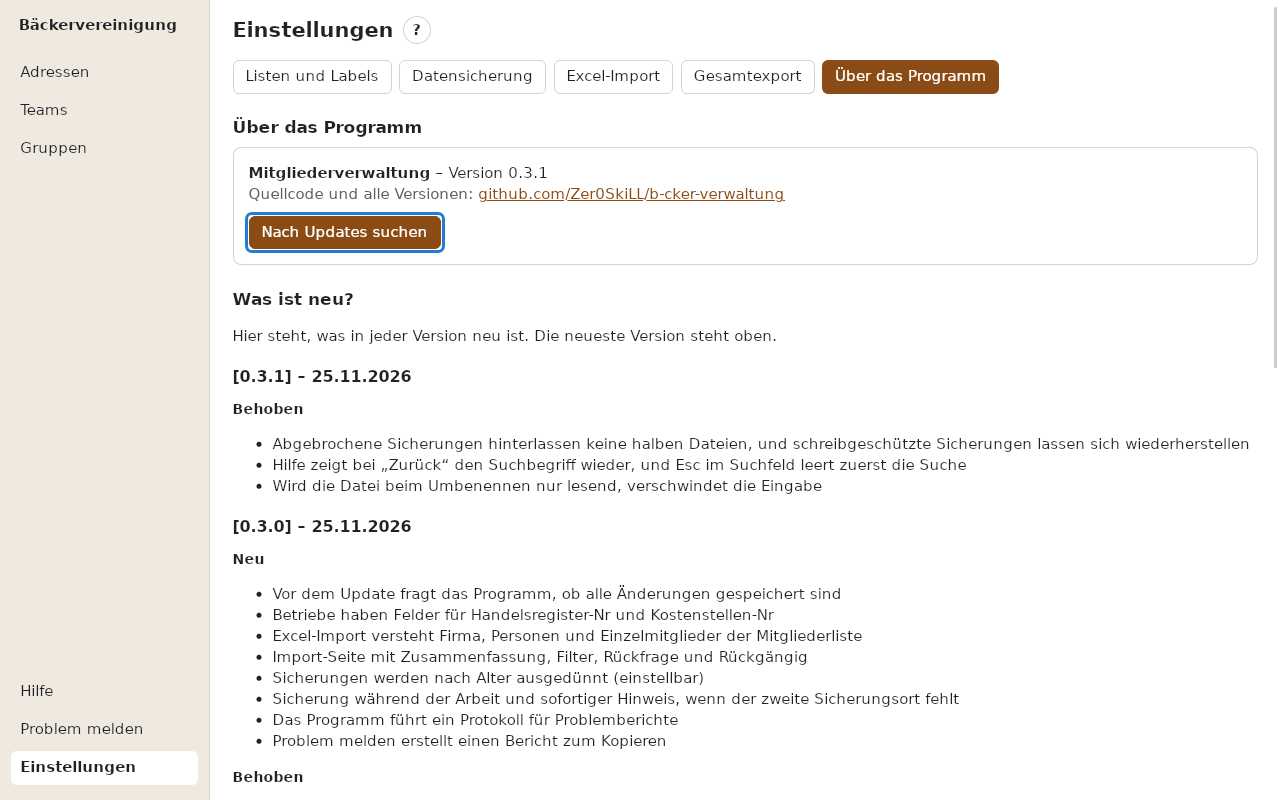 Bäckervereinigung
Adressen
Teams
Gruppen
Hilfe
Problem melden
Einstellungen
Einstellungen ?
Listen und Labels Datensicherung Excel-Import Gesamtexport Über das Programm
Über das Programm
Mitgliederverwaltung – Version 0.3.1
Quellcode und alle Versionen: github.com/Zer0SkiLL/b-cker-verwaltung
Nach Updates suchen
Was ist neu?
Hier steht, was in jeder Version neu ist. Die neueste Version steht oben.
[0.3.1] – 25.11.2026
Behoben
• Abgebrochene Sicherungen hinterlassen keine halben Dateien, und schreibgeschützte Sicherungen lassen sich wiederherstellen
• Hilfe zeigt bei „Zurück“ den Suchbegriff wieder, und Esc im Suchfeld leert zuerst die Suche
• Wird die Datei beim Umbenennen nur lesend, verschwindet die Eingabe
[0.3.0] – 25.11.2026
Neu
• Vor dem Update fragt das Programm, ob alle Änderungen gespeichert sind
• Betriebe haben Felder für Handelsregister-Nr und Kostenstellen-Nr
• Excel-Import versteht Firma, Personen und Einzelmitglieder der Mitgliederliste
• Import-Seite mit Zusammenfassung, Filter, Rückfrage und Rückgängig
• Sicherungen werden nach Alter ausgedünnt (einstellbar)
• Sicherung während der Arbeit und sofortiger Hinweis, wenn der zweite Sicherungsort fehlt
• Das Programm führt ein Protokoll für Problemberichte
• Problem melden erstellt einen Bericht zum Kopieren
Behoben